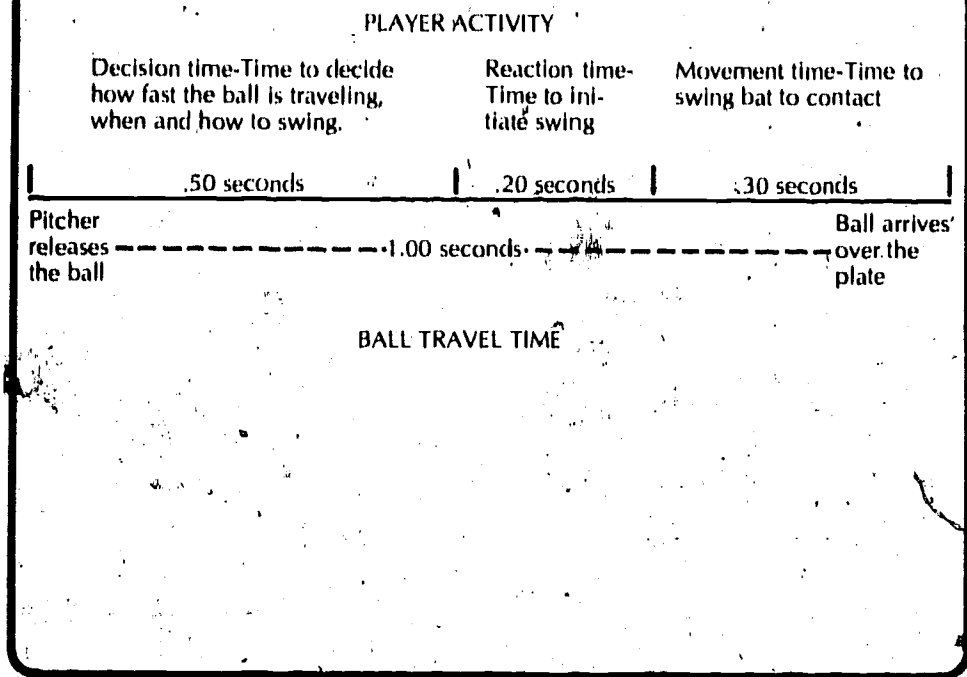 PLAYER ACTIVITY
Decision time-Time to decide
how fast the ball is traveling,
when and how to swing.
Reaction time-
Time to ini-
tiate swing
Movement time-Time to
swing bat to contact
.50 seconds
.20 seconds
.30 seconds
Pitcher
releases
the ball
1.00 seconds
Ball arrives
over the
plate
BALL TRAVEL TIME